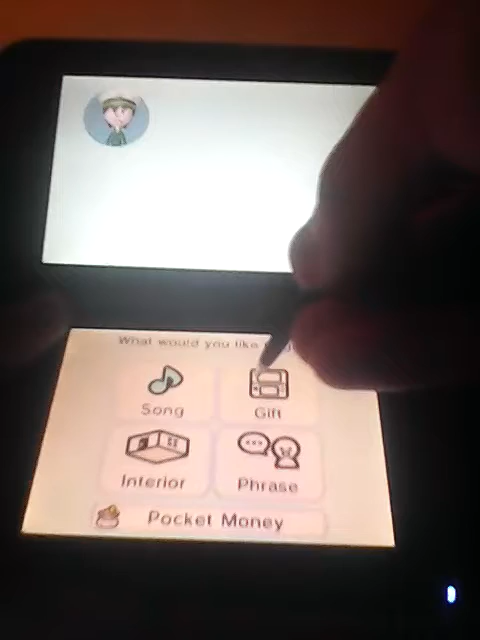 What would you like
Song
Gift
Interior
Phrase
Pocket Money